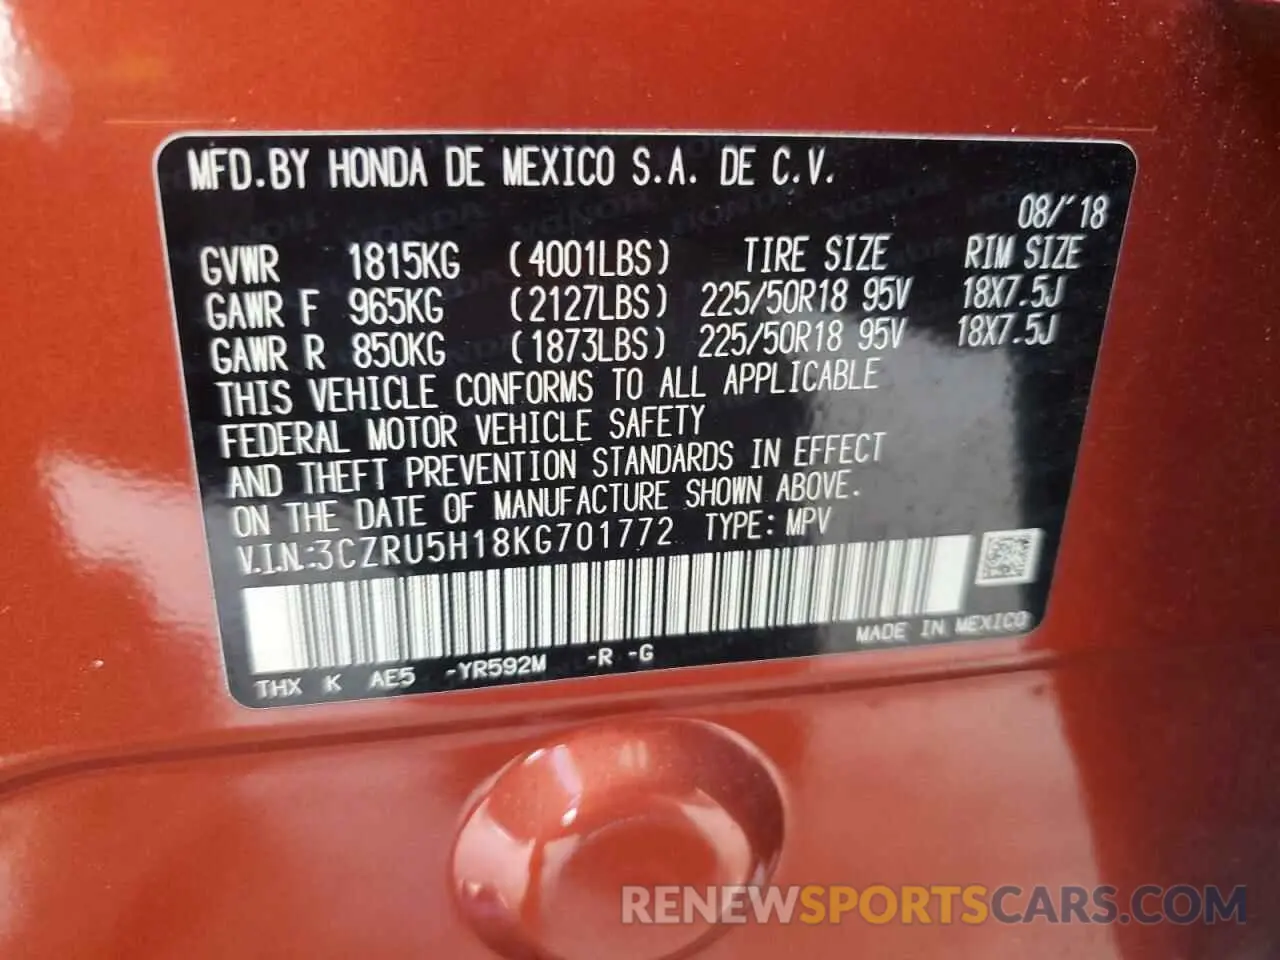 MFD.BY HONDA DE MEXICO S.A. DE C.V.
08/'18
GVWR 1815KG (4001LBS) TIRE SIZE RIM SIZE
GAWR F 965KG (2127LBS) 225/50R18 95V 18X7.5J
GAWR R 850KG (1873LBS) 225/50R18 95V 18X7.5J
THIS VEHICLE CONFORMS TO ALL APPLICABLE
FEDERAL MOTOR VEHICLE SAFETY
AND THEFT PREVENTION STANDARDS IN EFFECT
ON THE DATE OF MANUFACTURE SHOWN ABOVE.
V.I.N.:3CZRU5H18KG701772 TYPE: MPV
MADE IN MEXICO
THX K AE5 -YR592M -R -G
RENEWSPORTSCARS.COM